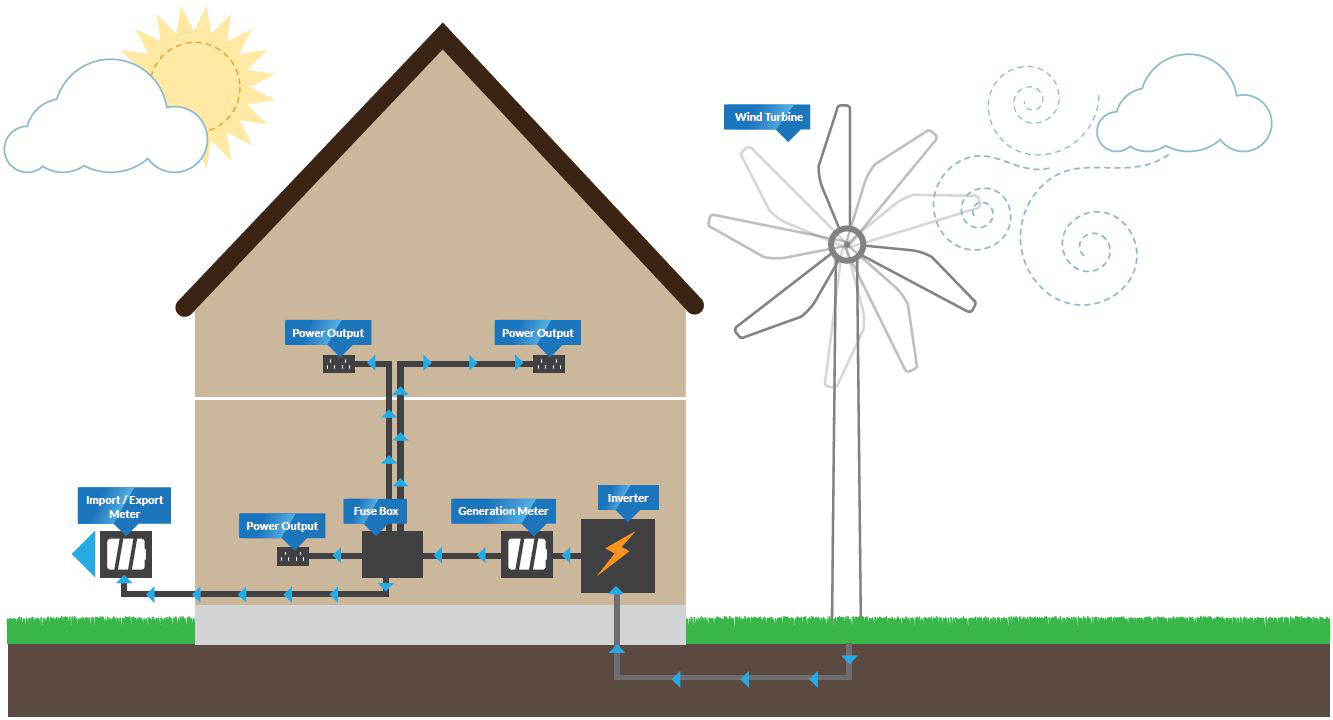 Wind Turbine
Power Output
Power Output
Import / Export
Meter
Power Output
Fuse Box
Generation Meter
Inverter